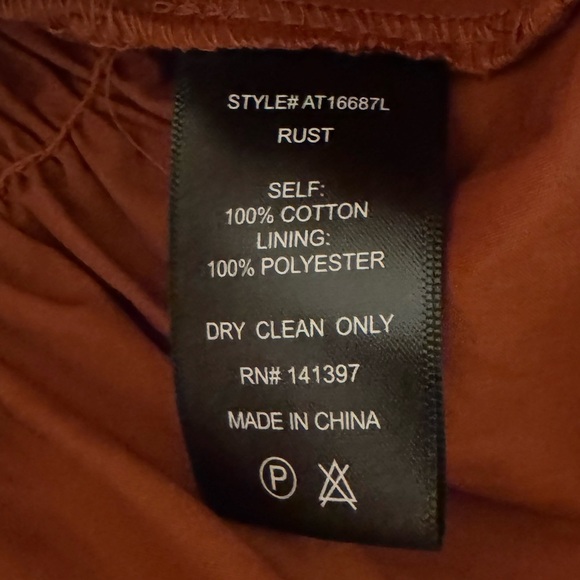 STYLE# AT16687L
RUST
SELF:
100% COTTON
LINING:
100% POLYESTER
DRY CLEAN ONLY
RN# 141397
MADE IN CHINA
P